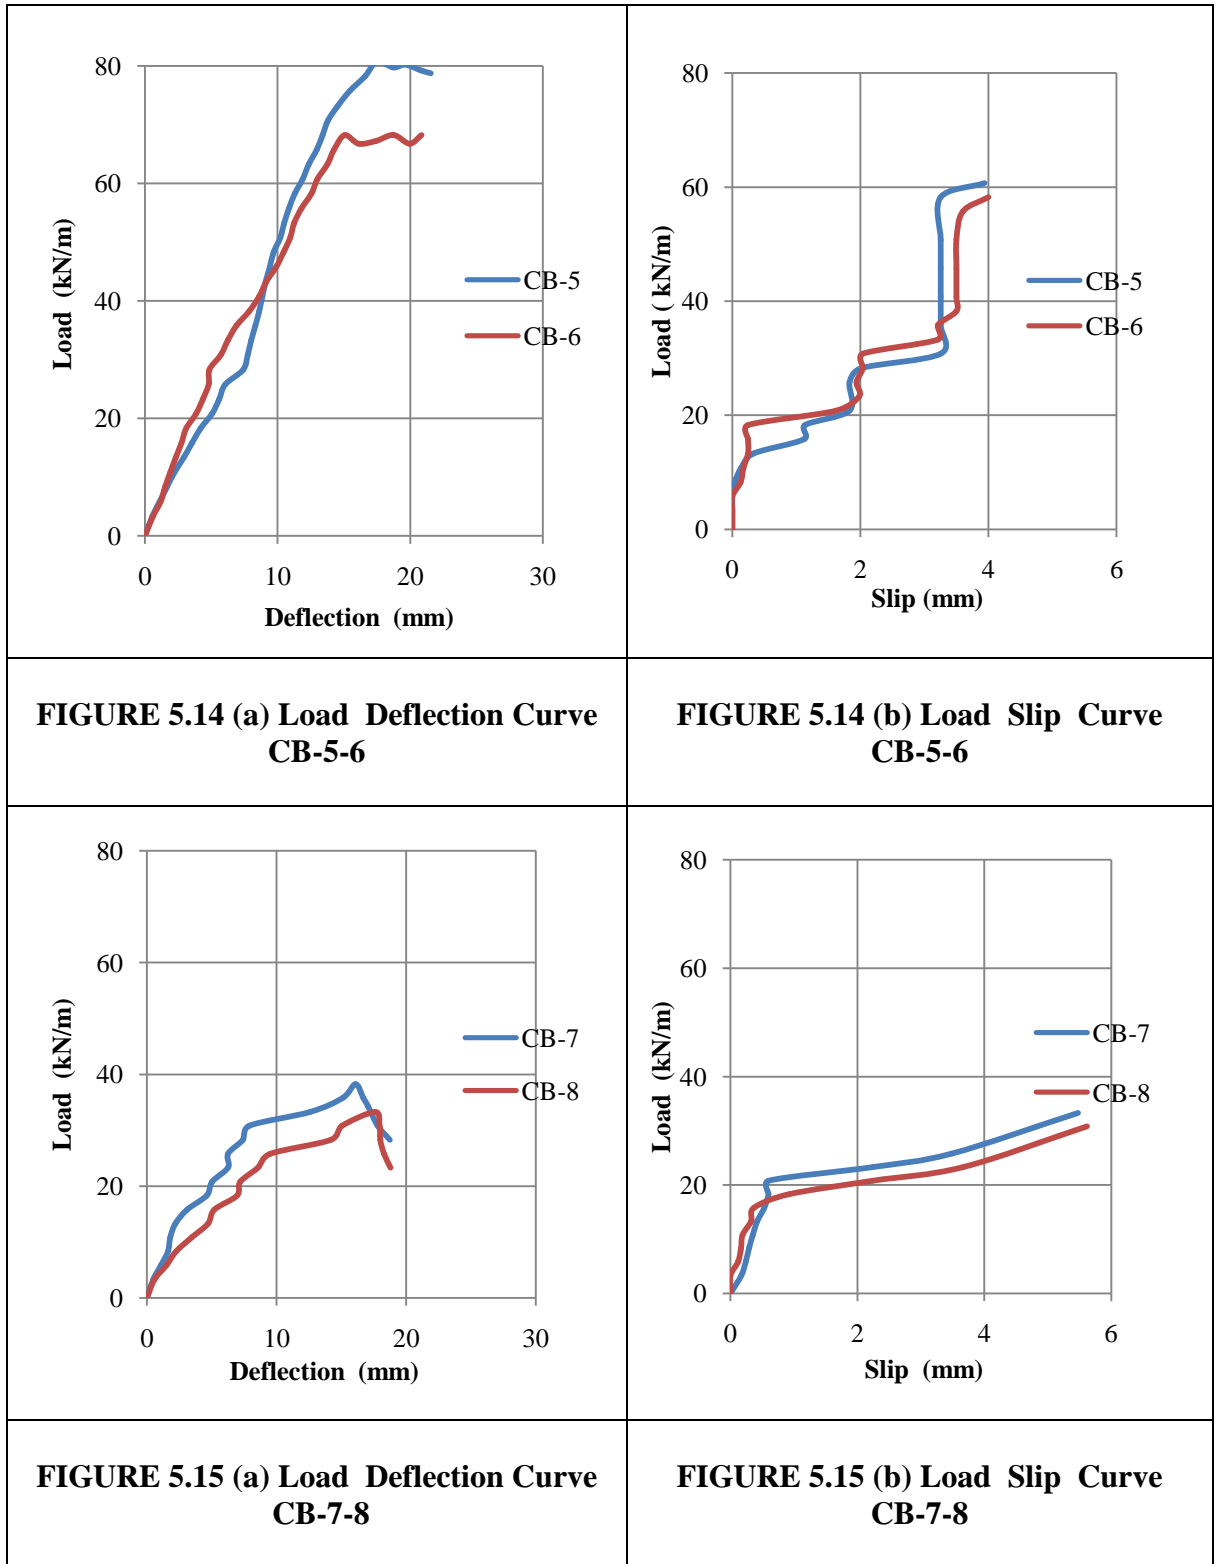 80
60
40
20
0
0 10 20 30
Load (kN/m)
Deflection (mm)
CB-5
CB-6
80
60
40
20
0
0 2 4 6
Load ( kN/m)
Slip (mm)
CB-5
CB-6
FIGURE 5.14 (a) Load Deflection Curve
CB-5-6
FIGURE 5.14 (b) Load Slip Curve
CB-5-6
80
60
40
20
0
0 10 20 30
Load (kN/m)
Deflection (mm)
CB-7
CB-8
80
60
40
20
0
0 2 4 6
Load (kN/m)
Slip (mm)
CB-7
CB-8
FIGURE 5.15 (a) Load Deflection Curve
CB-7-8
FIGURE 5.15 (b) Load Slip Curve
CB-7-8